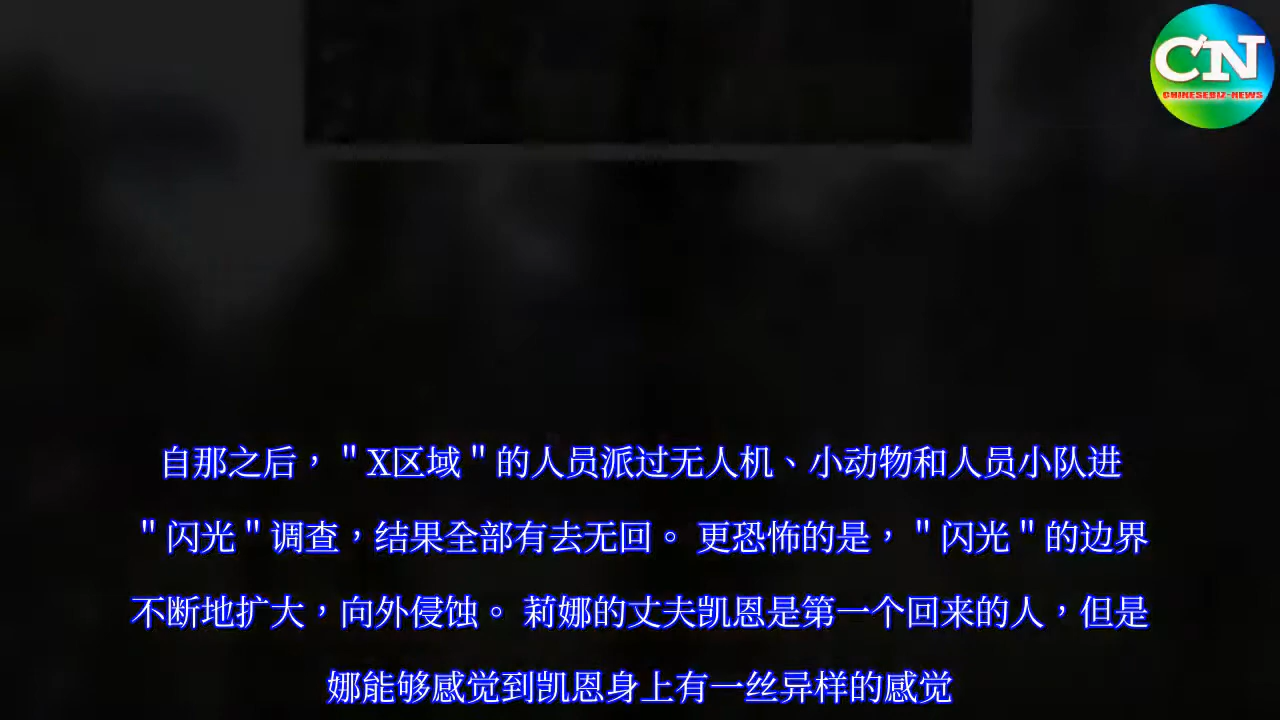 CN
CHINESEBIZ-NEWS
自那之后，"X区域"的人员派过无人机、小动物和人员小队进
"闪光"调查，结果全部有去无回。 更恐怖的是，"闪光"的边界
不断地扩大，向外侵蚀。 莉娜的丈夫凯恩是第一个回来的人，但是
娜能够感觉到凯恩身上有一丝异样的感觉